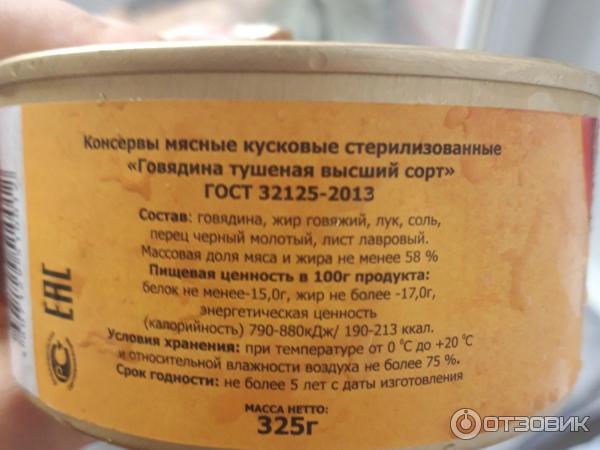 Консервы мясные кусковые стерилизованные
«Говядина тушеная высший сорт»
ГОСТ 32125-2013
Состав: говядина, жир говяжий, лук, соль,
перец черный молотый, лист лавровый.
Массовая доля мяса и жира не менее 58 %
Пищевая ценность в 100г продукта:
белок не менее-15,0г, жир не более -17,0г,
энергетическая ценность
(калорийность) 790-880кДж/ 190-213 ккал.
Условия хранения: при температуре от 0 °С до +20 °С
и относительной влажности воздуха не более 75 %.
Срок годности: не более 5 лет с даты изготовления
МАССА НЕТТО:
325г
ЕАС
ОТЗОВИК